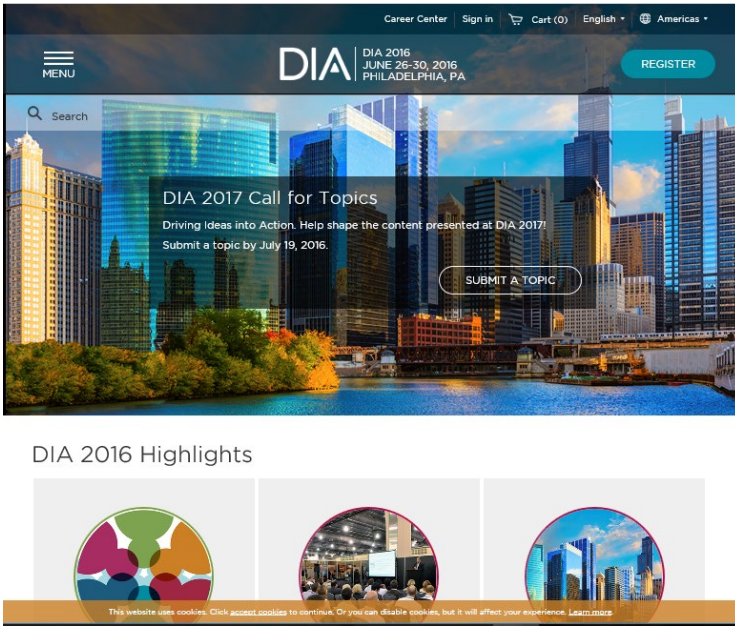 Career Center Sign in Cart (0) English Americas
MENU
DIA
DIA 2016
JUNE 26-30, 2016
PHILADELPHIA, PA
REGISTER
Search
DIA 2017 Call for Topics
Driving Ideas into Action. Help shape the content presented at DIA 2017!
Submit a topic by July 19, 2016.
SUBMIT A TOPIC
DIA 2016 Highlights
This website uses cookies. Click accept cookies to continue. Or you can disable cookies, but it will affect your experience. Learn more.